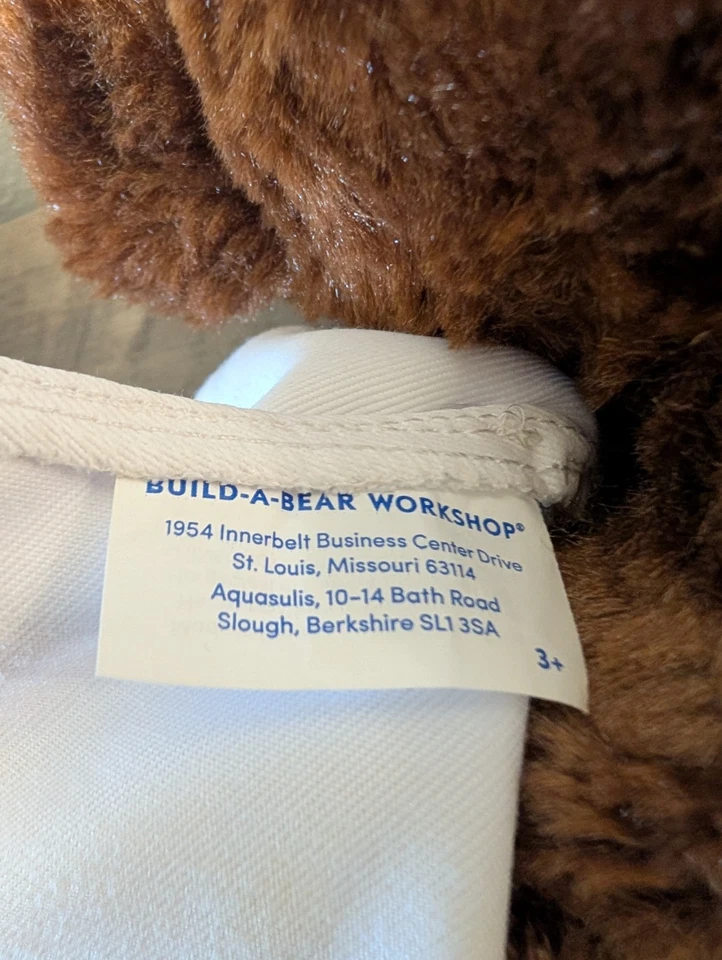 BUILD-A-BEAR WORKSHOP®
1954 Innerbelt Business Center Drive
St. Louis, Missouri 63114
Aquasulis, 10-14 Bath Road
Slough, Berkshire SL1 3SA
3+